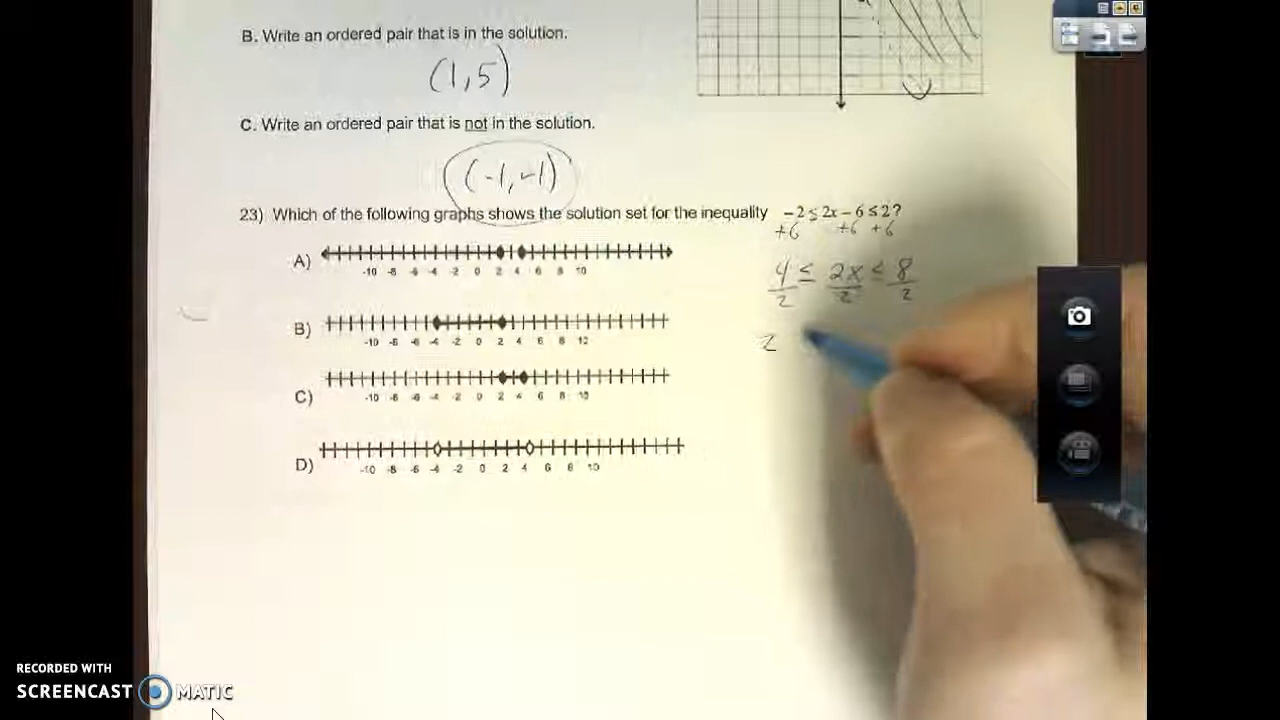 B. Write an ordered pair that is in the solution.
(1,5)
C. Write an ordered pair that is not in the solution.
(-1,-1)
23) Which of the following graphs shows the solution set for the inequality -2 ≤ 2x - 6 ≤ 2?
+6 +6 +6
4 ≤ 2x ≤ 8
2 2 2
2
A)
-10 -8 -6 -4 -2 0 2 4 6 8 10
B)
-10 -8 -6 -4 -2 0 2 4 6 8 10
C)
-10 -8 -6 -4 -2 0 2 4 6 8 10
D)
-10 -8 -6 -4 -2 0 2 4 6 8 10
RECORDED WITH
SCREENCAST MATIC